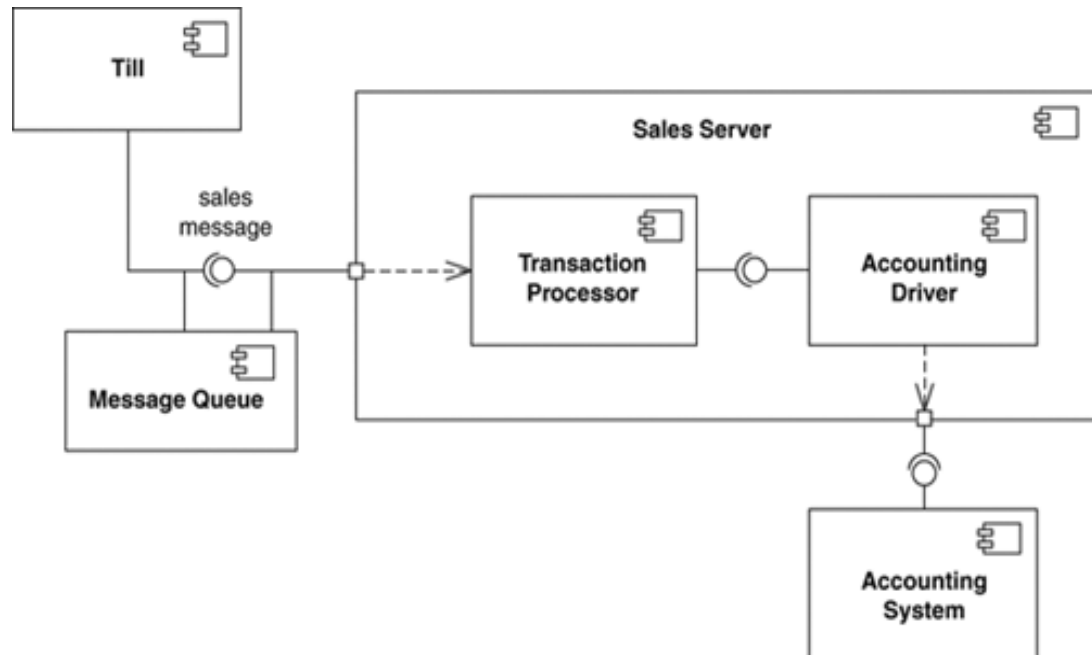 Till
Sales Server
sales
message
Transaction
Processor
Accounting
Driver
Message Queue
Accounting
System